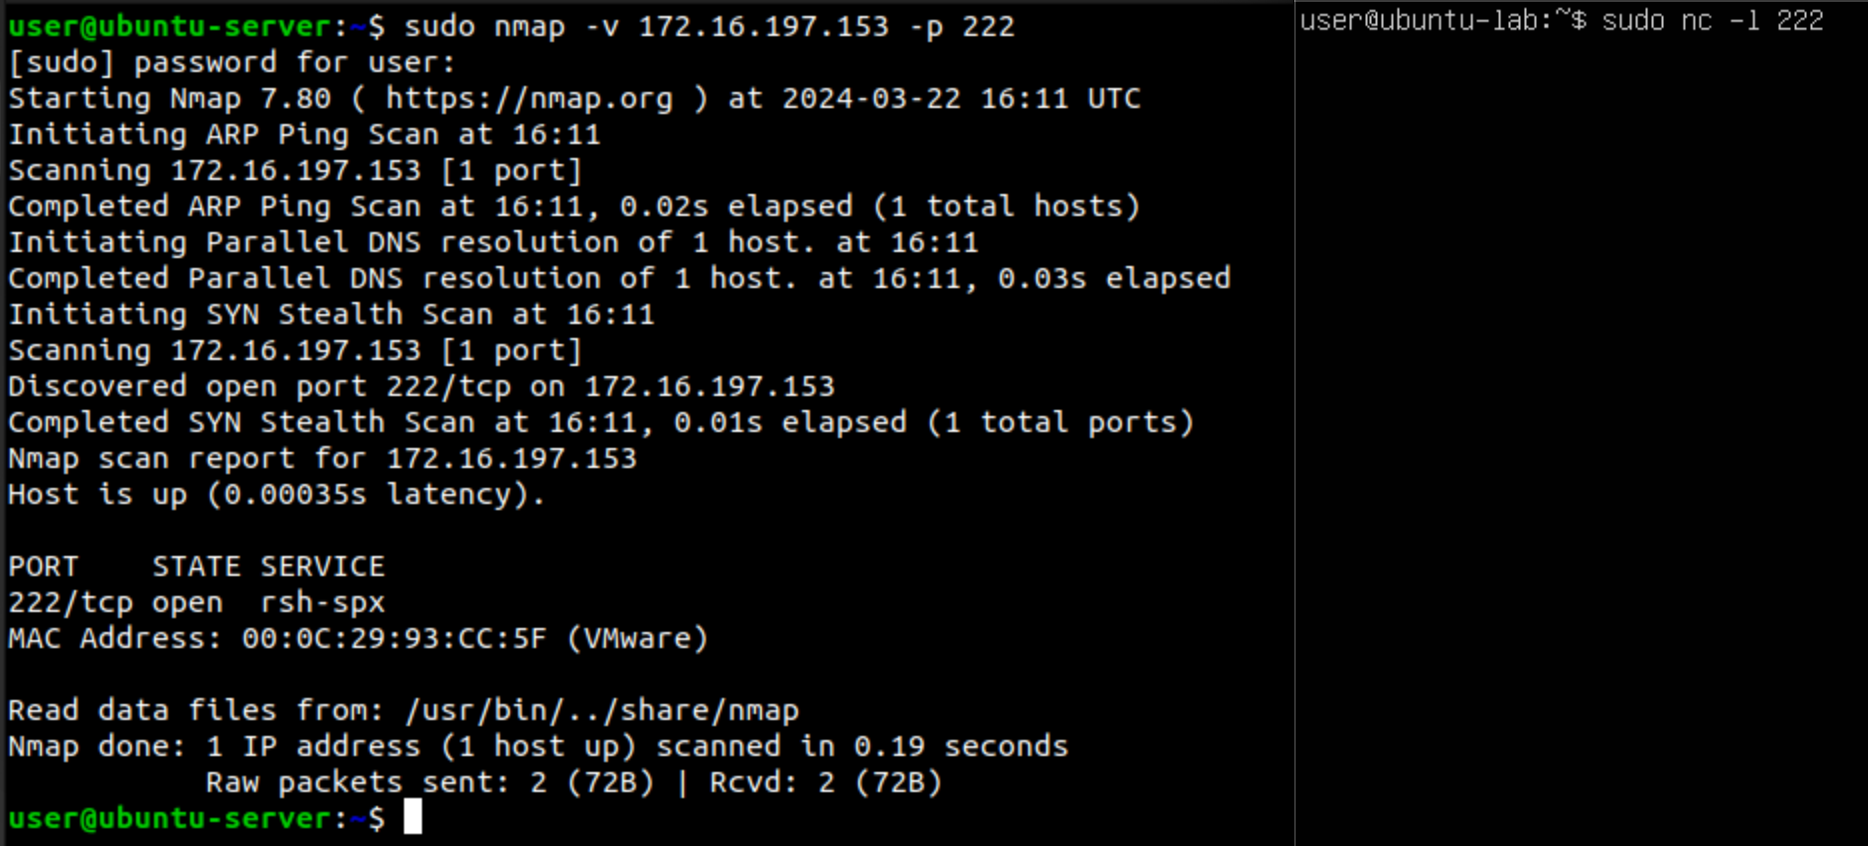 user@ubuntu-server:~$ sudo nmap -v 172.16.197.153 -p 222
[sudo] password for user:
Starting Nmap 7.80 ( https://nmap.org ) at 2024-03-22 16:11 UTC
Initiating ARP Ping Scan at 16:11
Scanning 172.16.197.153 [1 port]
Completed ARP Ping Scan at 16:11, 0.02s elapsed (1 total hosts)
Initiating Parallel DNS resolution of 1 host. at 16:11
Completed Parallel DNS resolution of 1 host. at 16:11, 0.03s elapsed
Initiating SYN Stealth Scan at 16:11
Scanning 172.16.197.153 [1 port]
Discovered open port 222/tcp on 172.16.197.153
Completed SYN Stealth Scan at 16:11, 0.01s elapsed (1 total ports)
Nmap scan report for 172.16.197.153
Host is up (0.00035s latency).
PORT    STATE SERVICE
222/tcp open  rsh-spx
MAC Address: 00:0C:29:93:CC:5F (VMware)
Read data files from: /usr/bin/../share/nmap
Nmap done: 1 IP address (1 host up) scanned in 0.19 seconds
Raw packets sent: 2 (72B) | Rcvd: 2 (72B)
user@ubuntu-server:~$
user@ubuntu-lab:~$ sudo nc -l 222